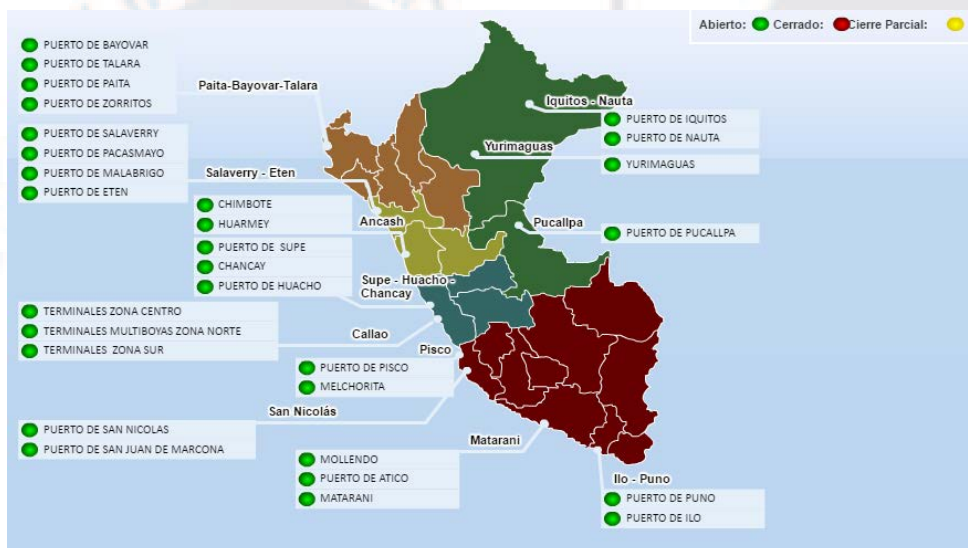 Abierto: Cerrado: Cierre Parcial:
PUERTO DE BAYOVAR
PUERTO DE TALARA
PUERTO DE PAITA
PUERTO DE ZORRITOS
Paita-Bayovar-Talara
PUERTO DE SALAVERRY
PUERTO DE PACASMAYO
PUERTO DE MALABRIGO
PUERTO DE ETEN
Salaverry - Eten
CHIMBOTE
HUARMEY
Ancash
PUERTO DE SUPE
CHANCAY
PUERTO DE HUACHO
Supe - Huacho -
Chancay
TERMINALES ZONA CENTRO
TERMINALES MULTIBOYAS ZONA NORTE
TERMINALES ZONA SUR
Callao
Pisco
PUERTO DE PISCO
MELCHORITA
San Nicolás
PUERTO DE SAN NICOLAS
PUERTO DE SAN JUAN DE MARCONA
Matarani
MOLLENDO
PUERTO DE ATICO
MATARANI
Iquitos - Nauta
PUERTO DE IQUITOS
PUERTO DE NAUTA
Yurimaguas
YURIMAGUAS
Pucallpa
PUERTO DE PUCALLPA
Ilo - Puno
PUERTO DE PUNO
PUERTO DE ILO